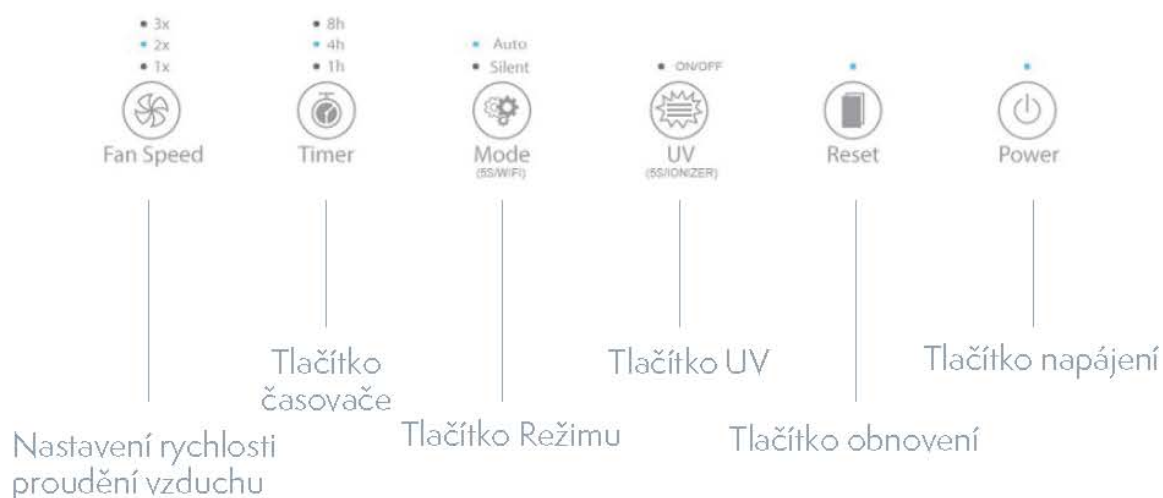 3x
2x
1x
Fan Speed
8h
4h
1h
Timer
Auto
Silent
Mode
(5S/WIFI)
ON/OFF
UV
(5S/IONIZER)
Reset
Power
Nastavení rychlosti
proudění vzduchu
Tlačítko
časovače
Tlačítko Režimu
Tlačítko UV
Tlačítko obnovení
Tlačítko napájení